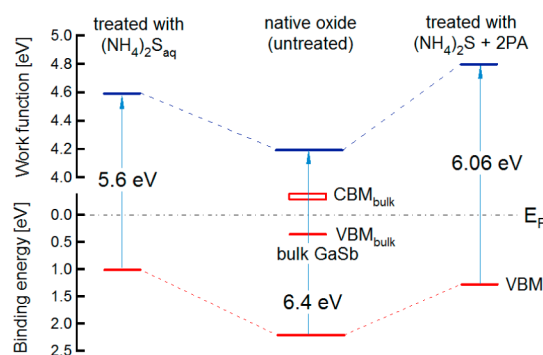 treated with
(NH₄)₂Sₐq
native oxide
(untreated)
treated with
(NH₄)₂S + 2PA
Work function [eV]
5.0
4.8
4.6
4.4
4.2
4.0
5.6 eV
6.06 eV
CBMbulk
Binding energy [eV]
0.0
0.5
1.0
1.5
2.0
2.5
EF
VBMbulk
bulk GaSb
6.4 eV
VBM